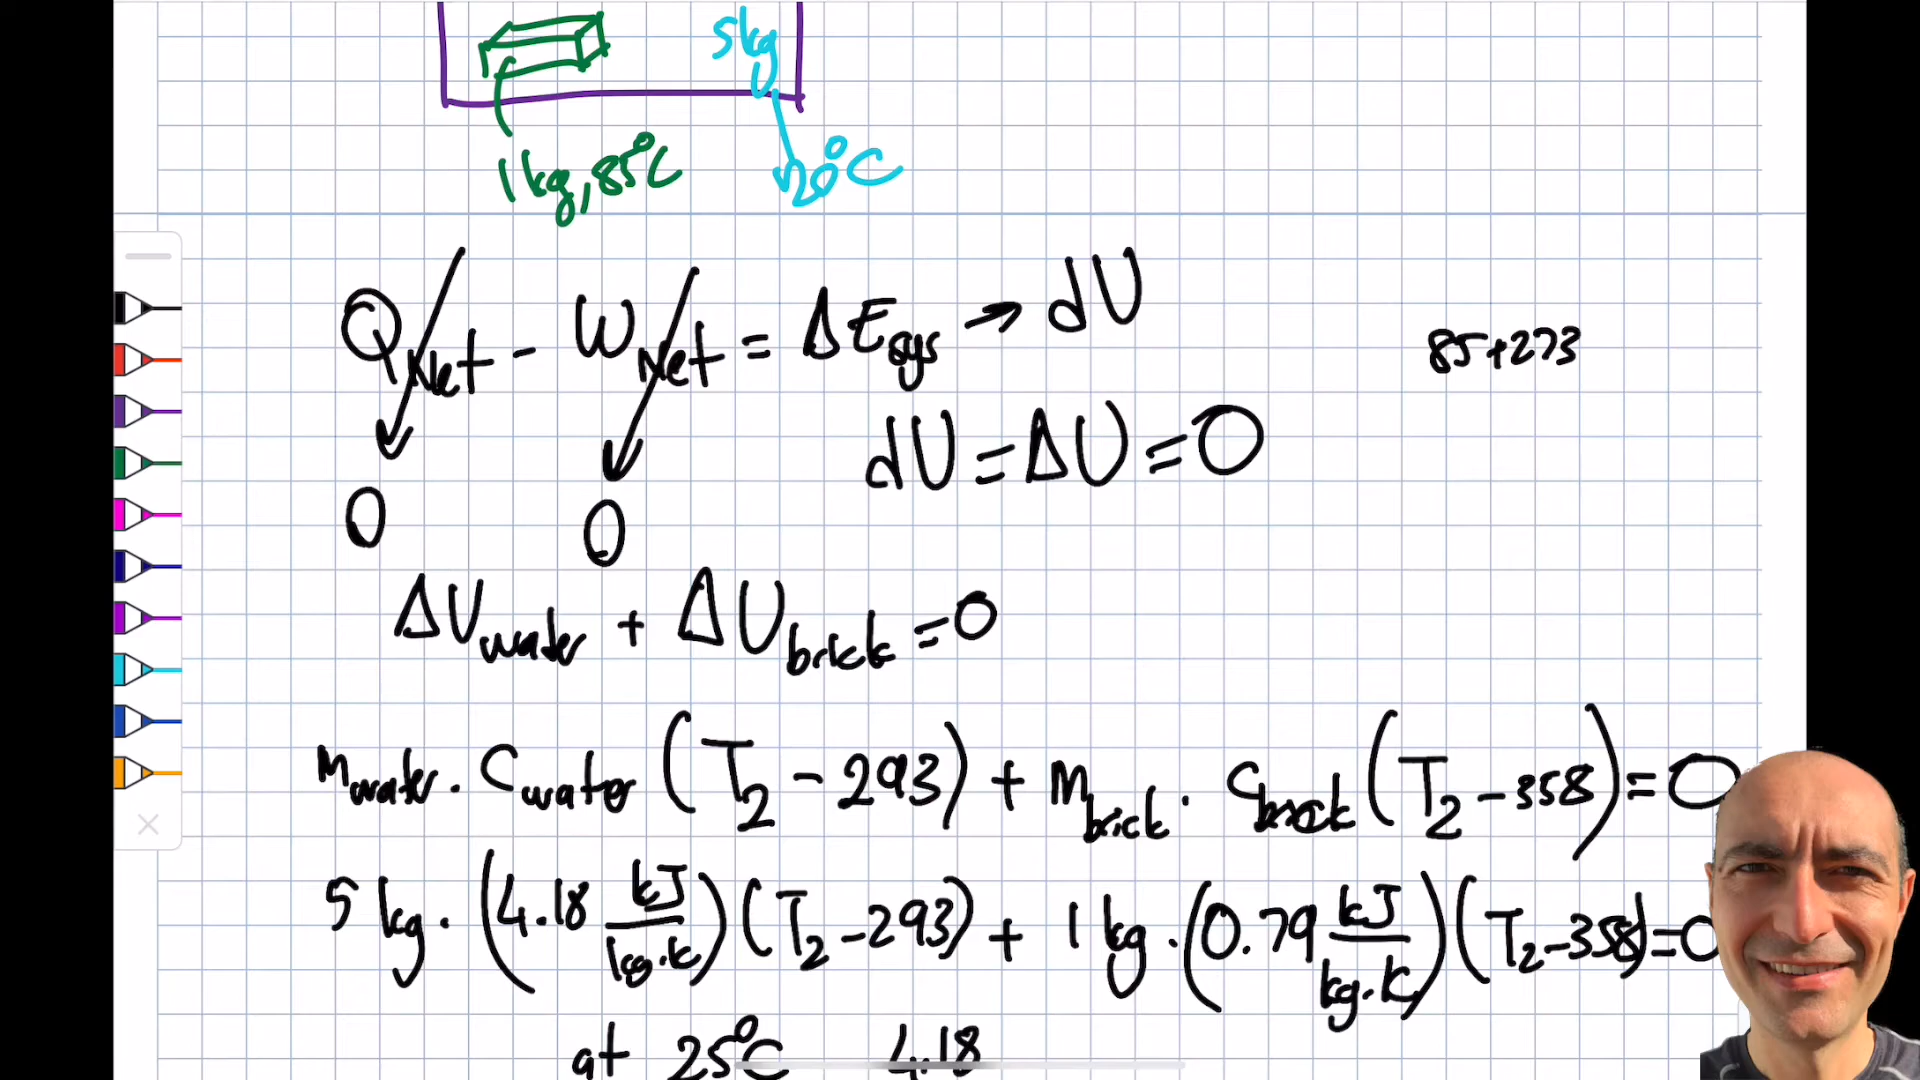 5kg
1kg, 85°C
20°C
Q_Net - W_Net = ΔE_sys → dU
85+273
dU = ΔU = 0
0 0
ΔU_water + ΔU_brick = 0
m_water · C_water (T_2 - 293) + m_brick · C_brick (T_2 - 358) = 0
5 kg · (4.18 kJ/kg.k) (T_2 - 293) + 1 kg · (0.79 kJ/kg.k) (T_2 - 358) = 0
at 25°C 4.18